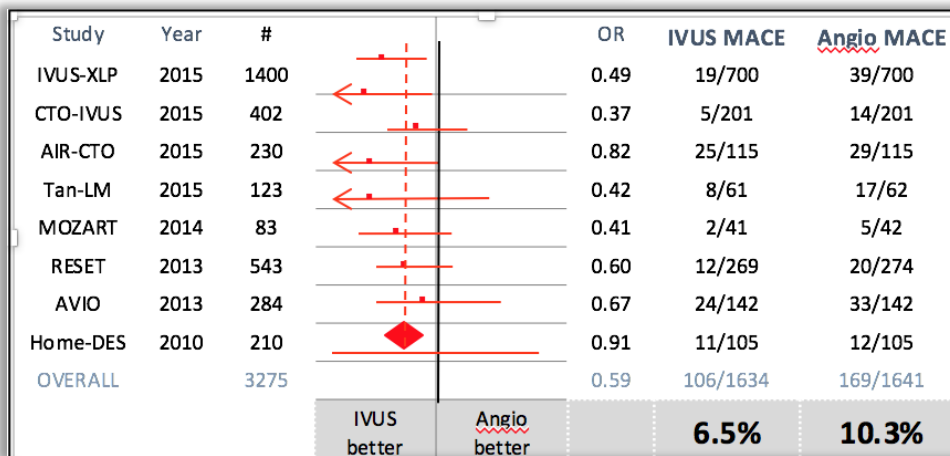 Study Year # OR IVUS MACE Angio MACE
IVUS-XLP 2015 1400 0.49 19/700 39/700
CTO-IVUS 2015 402 0.37 5/201 14/201
AIR-CTO 2015 230 0.82 25/115 29/115
Tan-LM 2015 123 0.42 8/61 17/62
MOZART 2014 83 0.41 2/41 5/42
RESET 2013 543 0.60 12/269 20/274
AVIO 2013 284 0.67 24/142 33/142
Home-DES 2010 210 0.91 11/105 12/105
OVERALL 3275 0.59 106/1634 169/1641
IVUS better Angio better 6.5% 10.3%